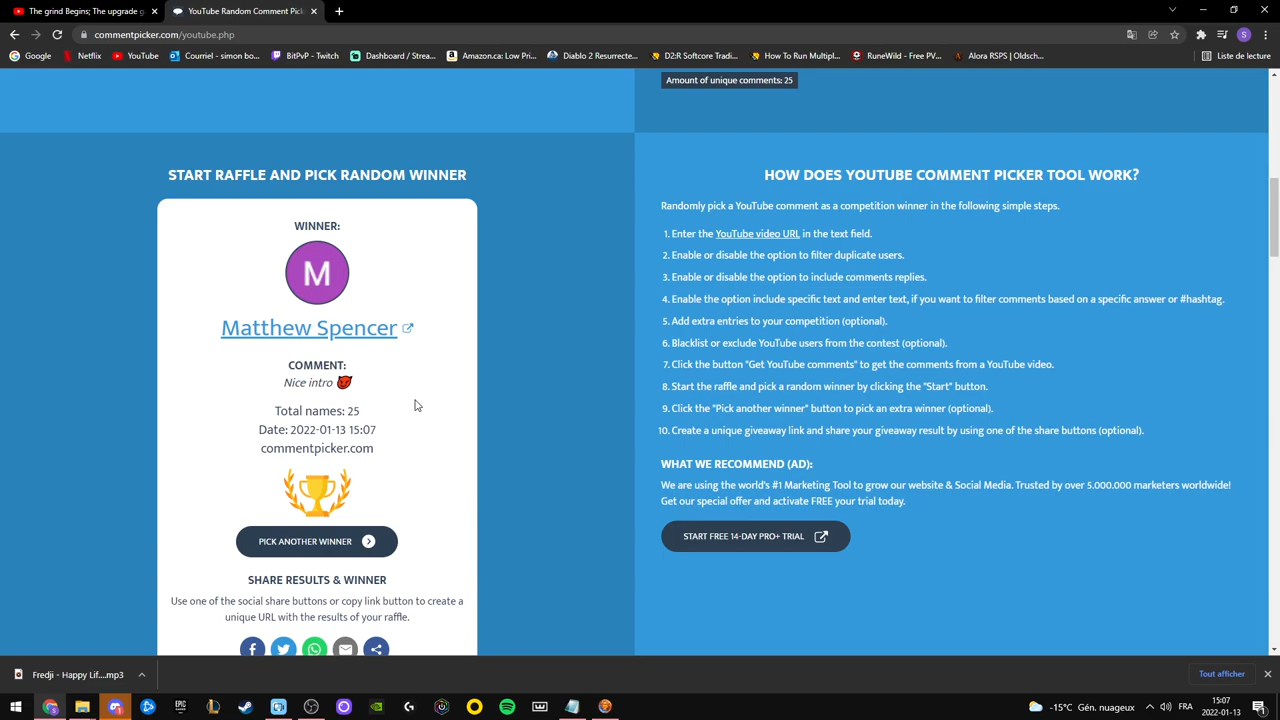 The grind Begins; The upgrade g
YouTube Random Comment Pick
commentpicker.com/youtube.php
Google
Netflix
YouTube
Courriel - simon bo...
BitPvP - Twitch
Dashboard / Strea...
Amazon.ca: Low Pri...
Diablo 2 Resurrecte...
D2:R Softcore Tradi...
How To Run Multipl...
RuneWild - Free PV...
Alora RSPS | Oldsch...
Liste de lecture
Amount of unique comments: 25
START RAFFLE AND PICK RANDOM WINNER
WINNER:
M
Matthew Spencer
COMMENT:
Nice intro 😈
Total names: 25
Date: 2022-01-13 15:07
commentpicker.com
PICK ANOTHER WINNER
SHARE RESULTS & WINNER
Use one of the social share buttons or copy link button to create a
unique URL with the results of your raffle.
HOW DOES YOUTUBE COMMENT PICKER TOOL WORK?
Randomly pick a YouTube comment as a competition winner in the following simple steps.
1. Enter the YouTube video URL in the text field.
2. Enable or disable the option to filter duplicate users.
3. Enable or disable the option to include comments replies.
4. Enable the option include specific text and enter text, if you want to filter comments based on a specific answer or #hashtag.
5. Add extra entries to your competition (optional).
6. Blacklist or exclude YouTube users from the contest (optional).
7. Click the button "Get YouTube comments" to get the comments from a YouTube video.
8. Start the raffle and pick a random winner by clicking the "Start" button.
9. Click the "Pick another winner" button to pick an extra winner (optional).
10. Create a unique giveaway link and share your giveaway result by using one of the share buttons (optional).
WHAT WE RECOMMEND (AD):
We are using the world's #1 Marketing Tool to grow our website & Social Media. Trusted by over 5.000.000 marketers worldwide!
Get our special offer and activate FREE your trial today.
START FREE 14-DAY PRO+ TRIAL
Fredji - Happy Lif....mp3
Tout afficher
-15°C Gén. nuageux
FRA
15:07
2022-01-13